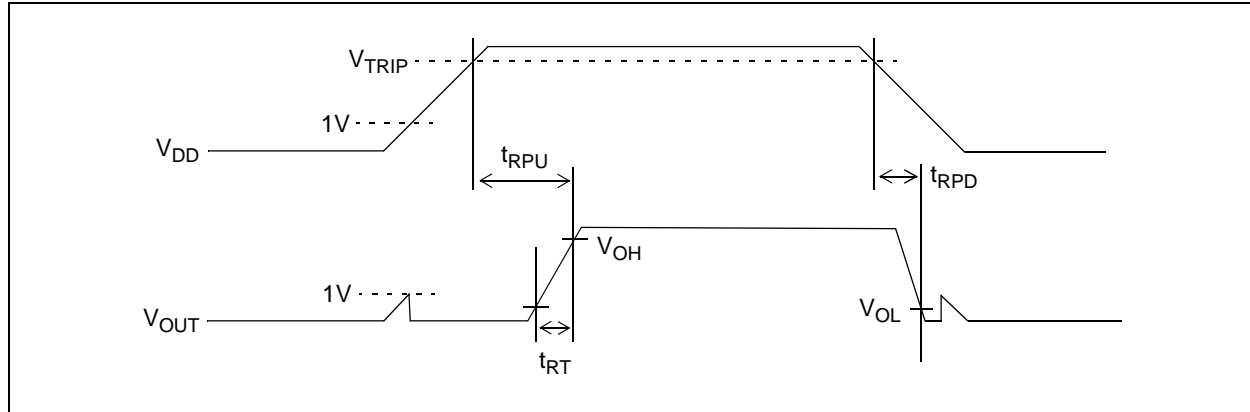 VTRIP
1V
VDD
tRPU
tRPD
VOH
1V
VOUT
VOL
tRT